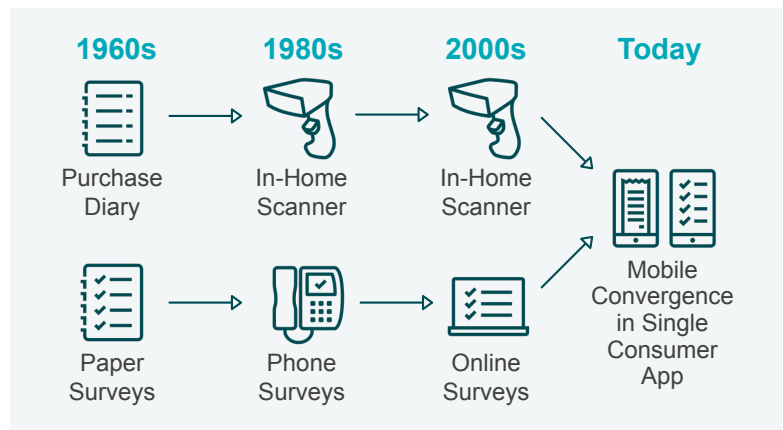 1960s
1980s
2000s
Today
Purchase
Diary
In-Home
Scanner
In-Home
Scanner
Paper
Surveys
Phone
Surveys
Online
Surveys
Mobile
Convergence
in Single
Consumer
App